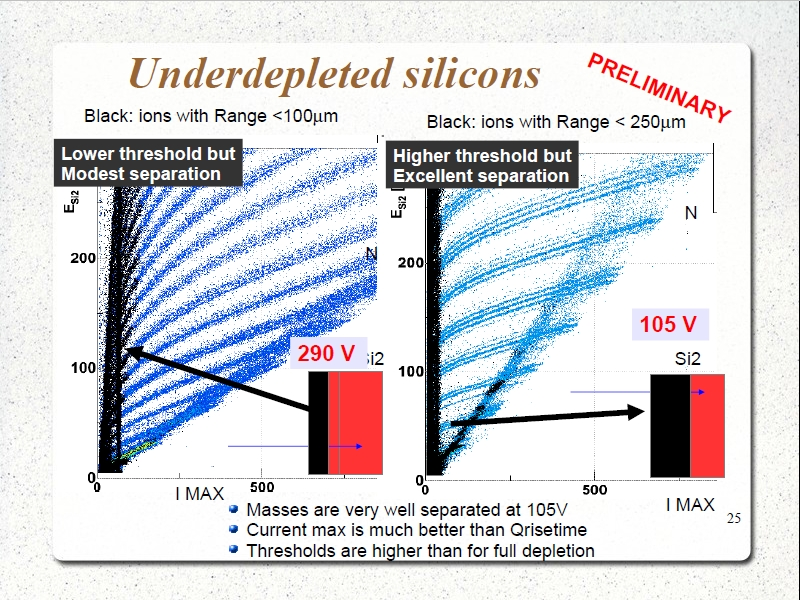 Underdepleted silicons
PRELIMINARY
Black: ions with Range <100μm
Black: ions with Range < 250μm
Lower threshold but
Modest separation
Higher threshold but
Excellent separation
E Si2
200
100
0
0
500
I MAX
N
290 V
Si2
E Si2 [
200
100
0
0
500
I MAX
N
105 V
Si2
Masses are very well separated at 105V
Current max is much better than Qrisetime
Thresholds are higher than for full depletion
25